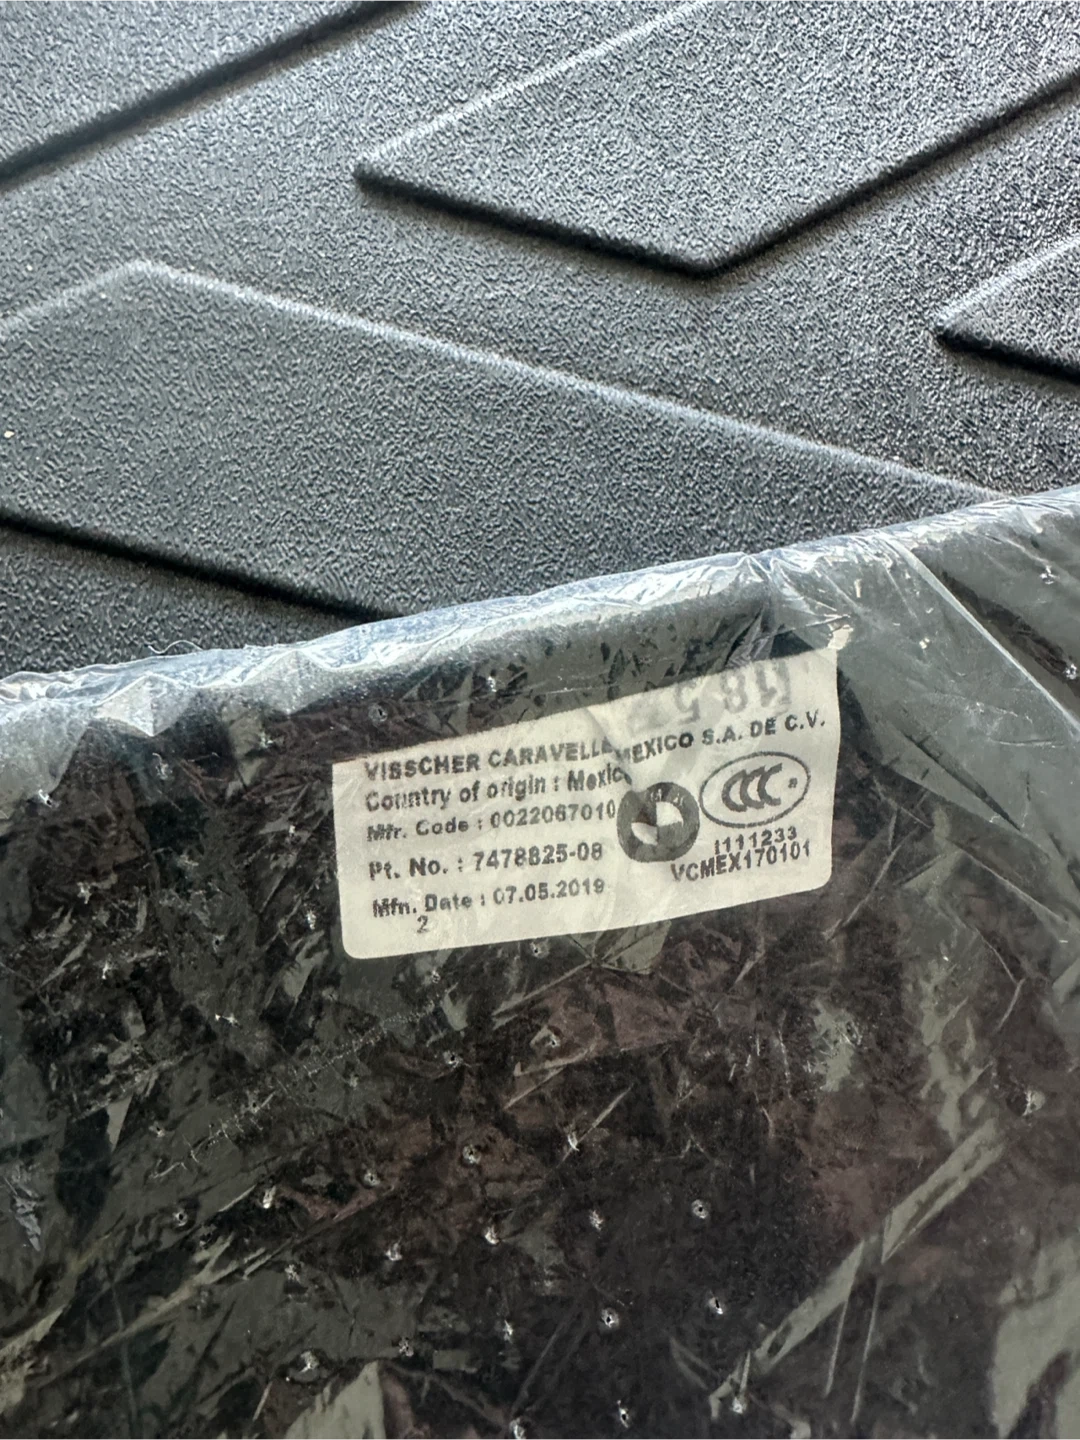 VISSCHER CARAVELLE MEXICO S.A. DE C.V.
Country of origin : Mexico
Mfr. Code : 0022067010
Pt. No. : 7478825-08
Mfn. Date : 07.05.2019
2
CCC
I111233
VCMEX170101